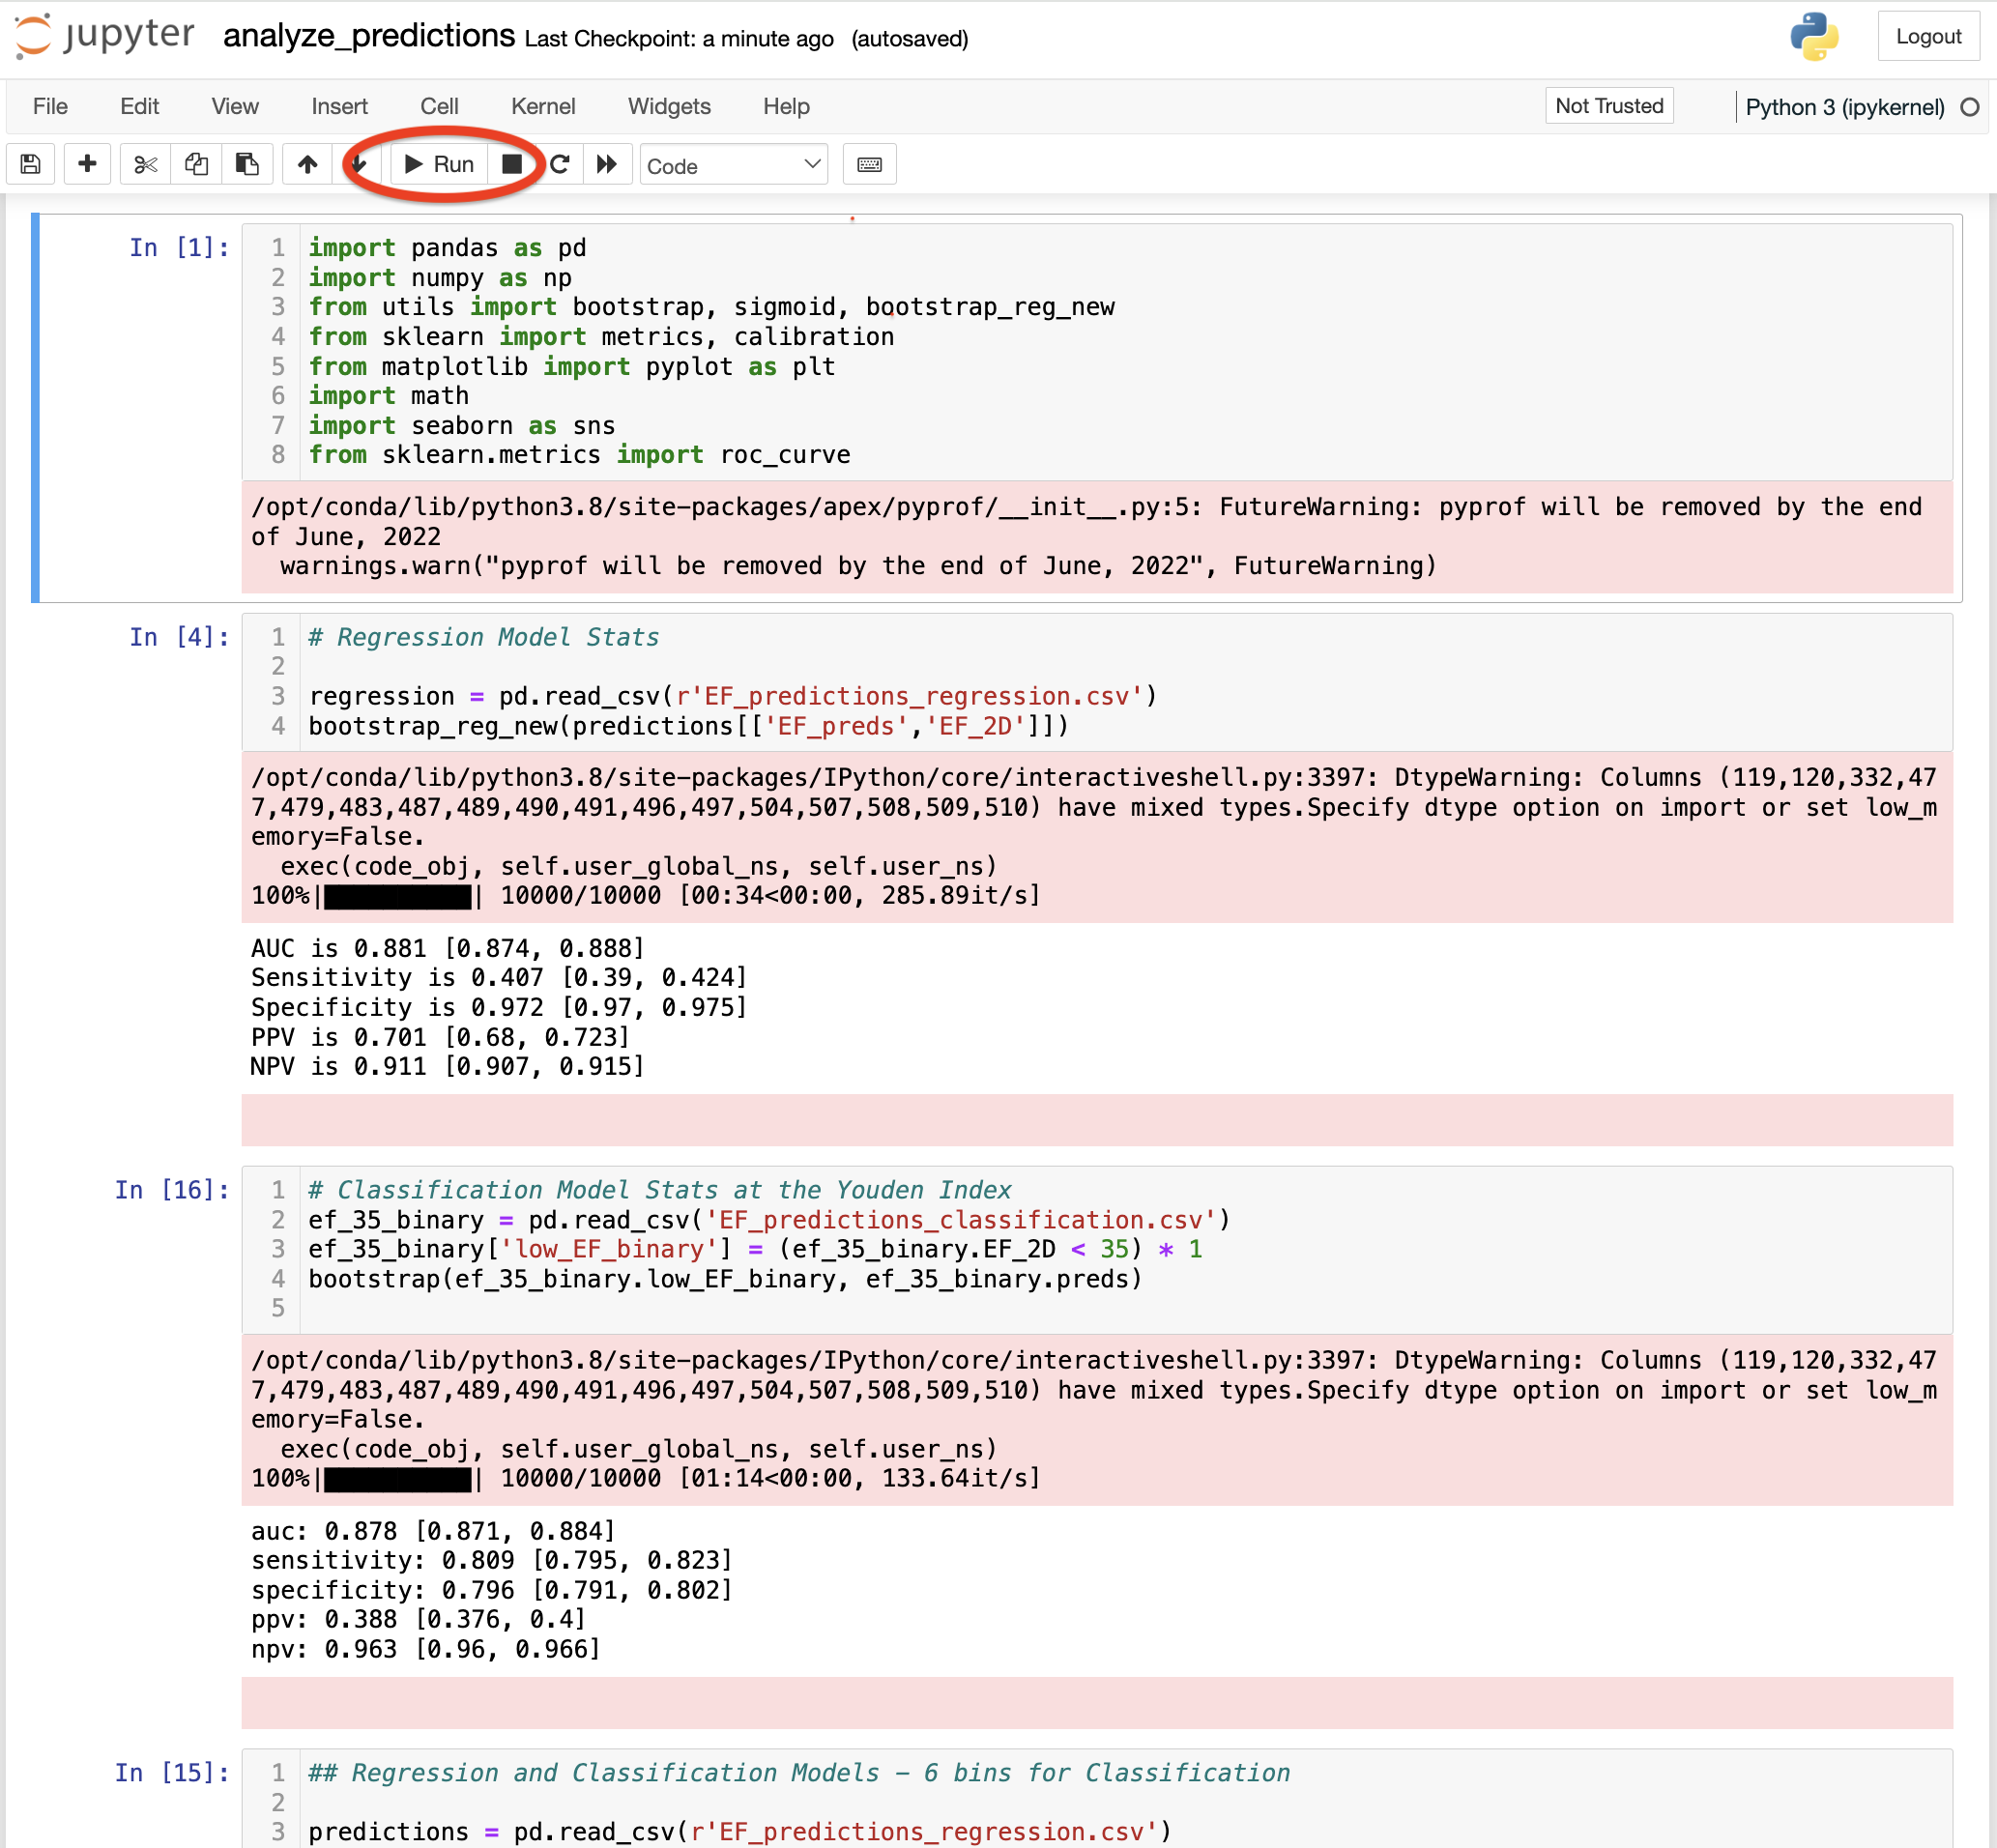 jupyter analyze_predictions Last Checkpoint: a minute ago (autosaved) Logout
File Edit View Insert Cell Kernel Widgets Help Not Trusted Python 3 (ipykernel)
Run Code
In [1]:
1 import pandas as pd
2 import numpy as np
3 from utils import bootstrap, sigmoid, bootstrap_reg_new
4 from sklearn import metrics, calibration
5 from matplotlib import pyplot as plt
6 import math
7 import seaborn as sns
8 from sklearn.metrics import roc_curve
/opt/conda/lib/python3.8/site-packages/apex/pyprof/__init__.py:5: FutureWarning: pyprof will be removed by the end
of June, 2022
warnings.warn("pyprof will be removed by the end of June, 2022", FutureWarning)
In [4]:
1 # Regression Model Stats
2
3 regression = pd.read_csv(r'EF_predictions_regression.csv')
4 bootstrap_reg_new(predictions[['EF_preds','EF_2D']])
/opt/conda/lib/python3.8/site-packages/IPython/core/interactiveshell.py:3397: DtypeWarning: Columns (119,120,332,47
7,479,483,487,489,490,491,496,497,504,507,508,509,510) have mixed types.Specify dtype option on import or set low_m
emory=False.
exec(code_obj, self.user_global_ns, self.user_ns)
100%|██████████| 10000/10000 [00:34<00:00, 285.89it/s]
AUC is 0.881 [0.874, 0.888]
Sensitivity is 0.407 [0.39, 0.424]
Specificity is 0.972 [0.97, 0.975]
PPV is 0.701 [0.68, 0.723]
NPV is 0.911 [0.907, 0.915]
In [16]:
1 # Classification Model Stats at the Youden Index
2 ef_35_binary = pd.read_csv('EF_predictions_classification.csv')
3 ef_35_binary['low_EF_binary'] = (ef_35_binary.EF_2D < 35) * 1
4 bootstrap(ef_35_binary.low_EF_binary, ef_35_binary.preds)
5
/opt/conda/lib/python3.8/site-packages/IPython/core/interactiveshell.py:3397: DtypeWarning: Columns (119,120,332,47
7,479,483,487,489,490,491,496,497,504,507,508,509,510) have mixed types.Specify dtype option on import or set low_m
emory=False.
exec(code_obj, self.user_global_ns, self.user_ns)
100%|██████████| 10000/10000 [01:14<00:00, 133.64it/s]
auc: 0.878 [0.871, 0.884]
sensitivity: 0.809 [0.795, 0.823]
specificity: 0.796 [0.791, 0.802]
ppv: 0.388 [0.376, 0.4]
npv: 0.963 [0.96, 0.966]
In [15]:
1 ## Regression and Classification Models – 6 bins for Classification
2
3 predictions = pd.read_csv(r'EF_predictions_regression.csv')